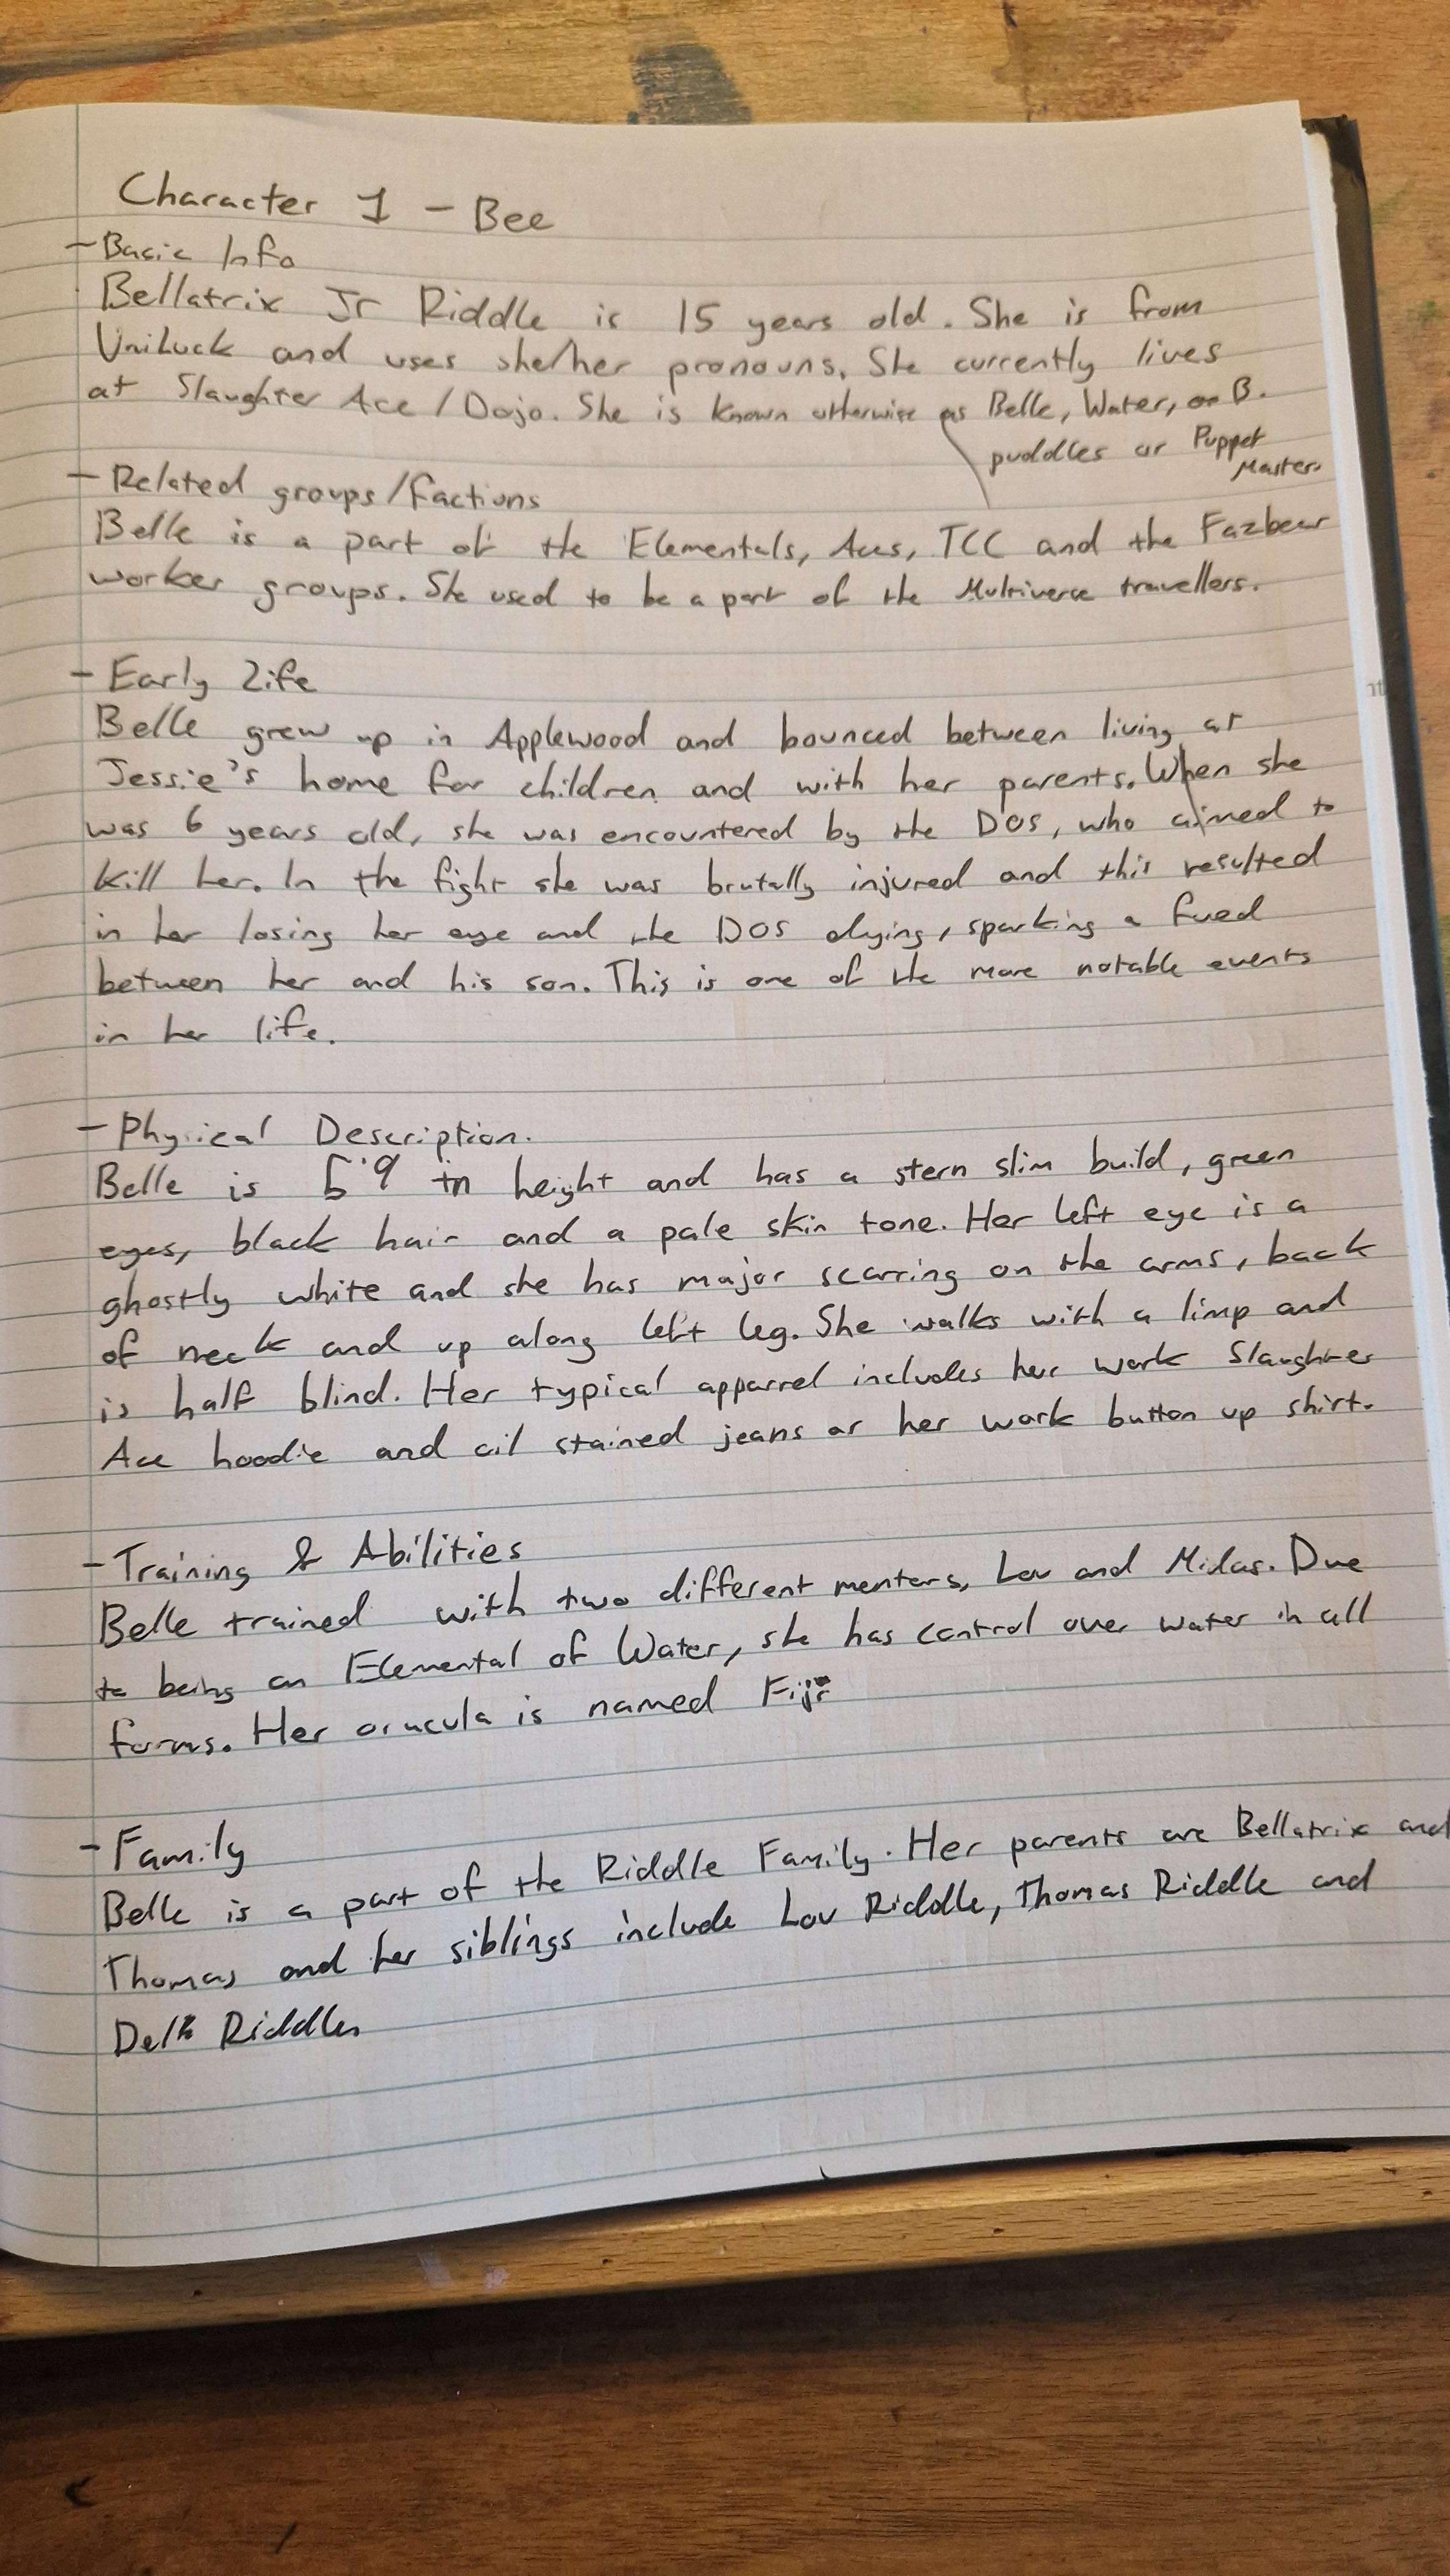 Character 1 - Bee
- Basic Info
Bellatrix Jr Riddle is 15 years old. She is from
Uniluck and uses she/her pronouns. She currently lives
at Slaughter Ace / Dojo. She is known otherwise as Belle, Water, or B.
puddles or Puppet
Master.
- Related groups/factions
Belle is a part of the Elementals, Aces, TCC and the Fazbear
worker groups. She used to be a part of the Multiverse travellers.
- Early Life
Belle grew up in Applewood and bounced between living at
Jessie's home for children and with her parents. When she
was 6 years old, she was encountered by the DOS, who aimed to
kill her. In the fight she was brutally injured and this resulted
in her losing her eye and the DOS dying, sparking a fued
between her and his son. This is one of the more notable events
in her life.
- Physical Description.
Belle is 5'9 in height and has a stern slim build, green
eyes, black hair and a pale skin tone. Her left eye is a
ghostly white and she has major scarring on the arms, back
of neck and up along left leg. She walks with a limp and
is half blind. Her typical apparrel includes her work Slaughter
Ace hoodie and oil stained jeans or her work button up shirt.
- Training & Abilities
Belle trained with two different mentors, Lou and Midas. Due
to being an Elemental of Water, she has control over water in all
forms. Her oracula is named Fiji
- Family
Belle is a part of the Riddle Family. Her parents are Bellatrix and
Thomas and her siblings include Lou Riddle, Thomas Riddle and
Riddle